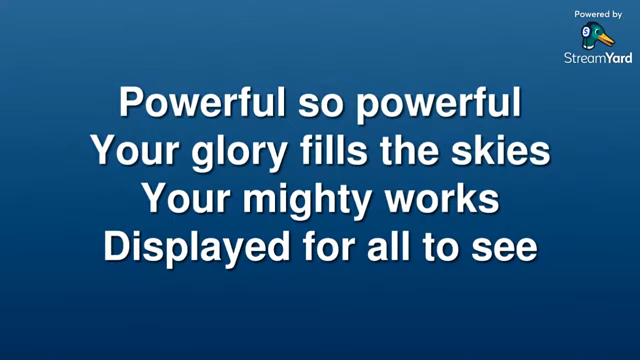 Powered by
StreamYard
Powerful so powerful
Your glory fills the skies
Your mighty works
Displayed for all to see